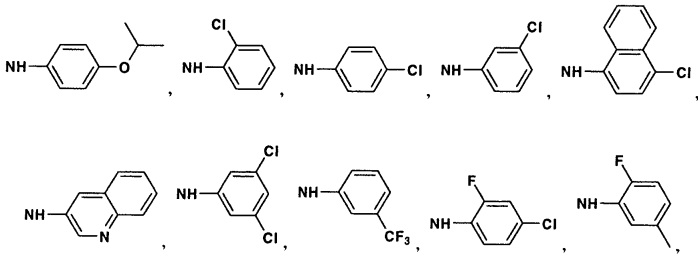 Cl Cl
NH O , NH , NH Cl , NH , NH Cl ,
Cl F F
NH N , NH Cl , NH CF3 , NH Cl , NH ,